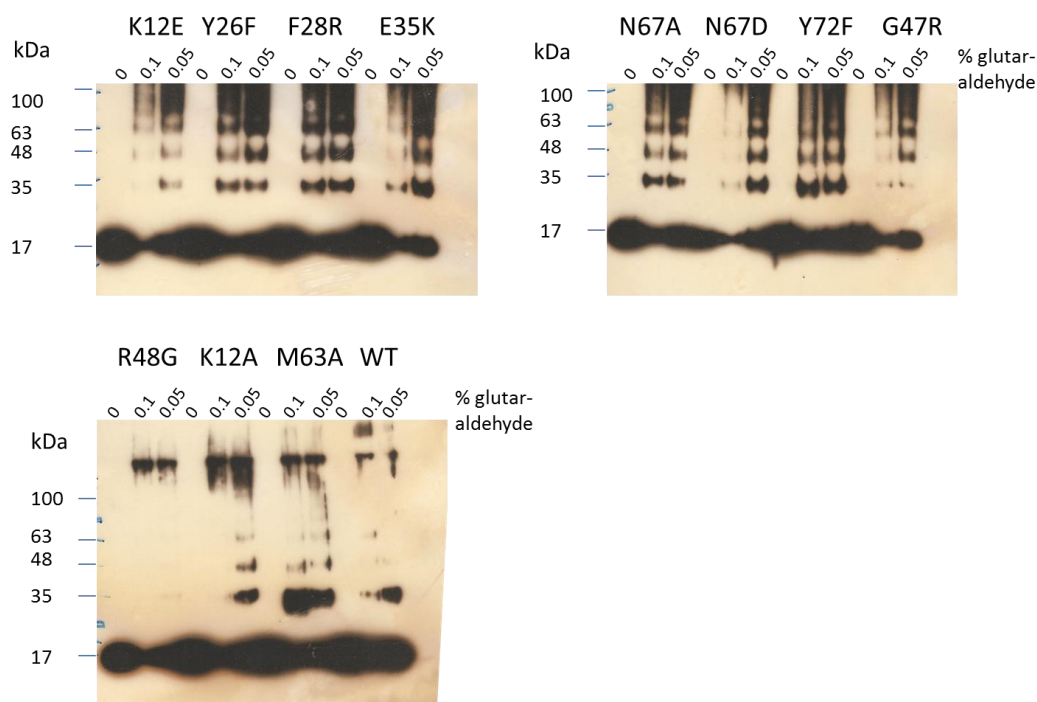 K12E Y26F F28R E35K
kDa
0 0.1 0.05 0 0.1 0.05 0 0.1 0.05 0 0.1 0.05
100
63
48
35
17
N67A N67D Y72F G47R
kDa
0 0.1 0.05 0 0.1 0.05 0 0.1 0.05 0 0.1 0.05
% glutar-
aldehyde
100
63
48
35
17
R48G K12A M63A WT
0 0.1 0.05 0 0.1 0.05 0 0.1 0.05 0 0.1 0.05
% glutar-
aldehyde
kDa
100
63
48
35
17